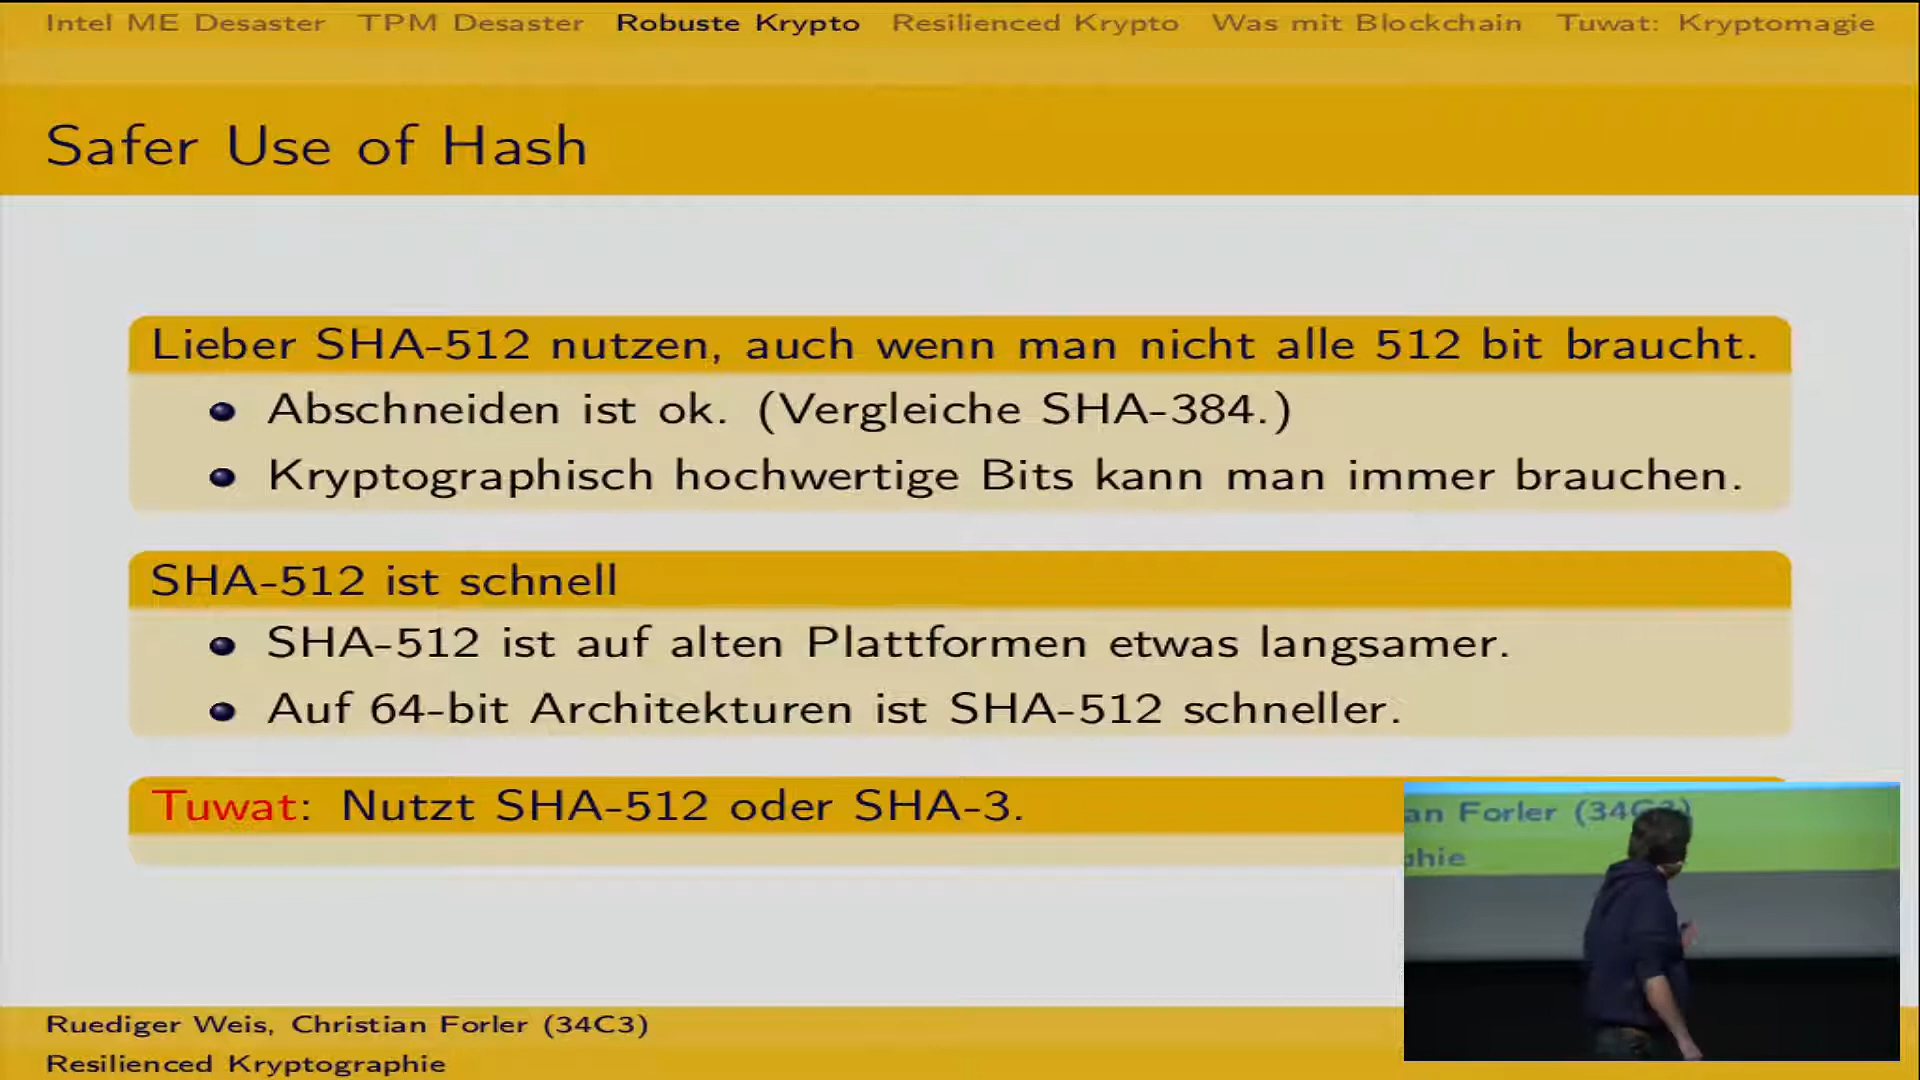 Intel ME Desaster TPM Desaster Robuste Krypto Resilienced Krypto Was mit Blockchain Tuwat: Kryptomagie
Safer Use of Hash
Lieber SHA-512 nutzen, auch wenn man nicht alle 512 bit braucht.
Abschneiden ist ok. (Vergleiche SHA-384.)
Kryptographisch hochwertige Bits kann man immer brauchen.
SHA-512 ist schnell
SHA-512 ist auf alten Plattformen etwas langsamer.
Auf 64-bit Architekturen ist SHA-512 schneller.
Tuwat: Nutzt SHA-512 oder SHA-3.
an Forler (34C3)
phie
Ruediger Weis, Christian Forler (34C3)
Resilienced Kryptographie